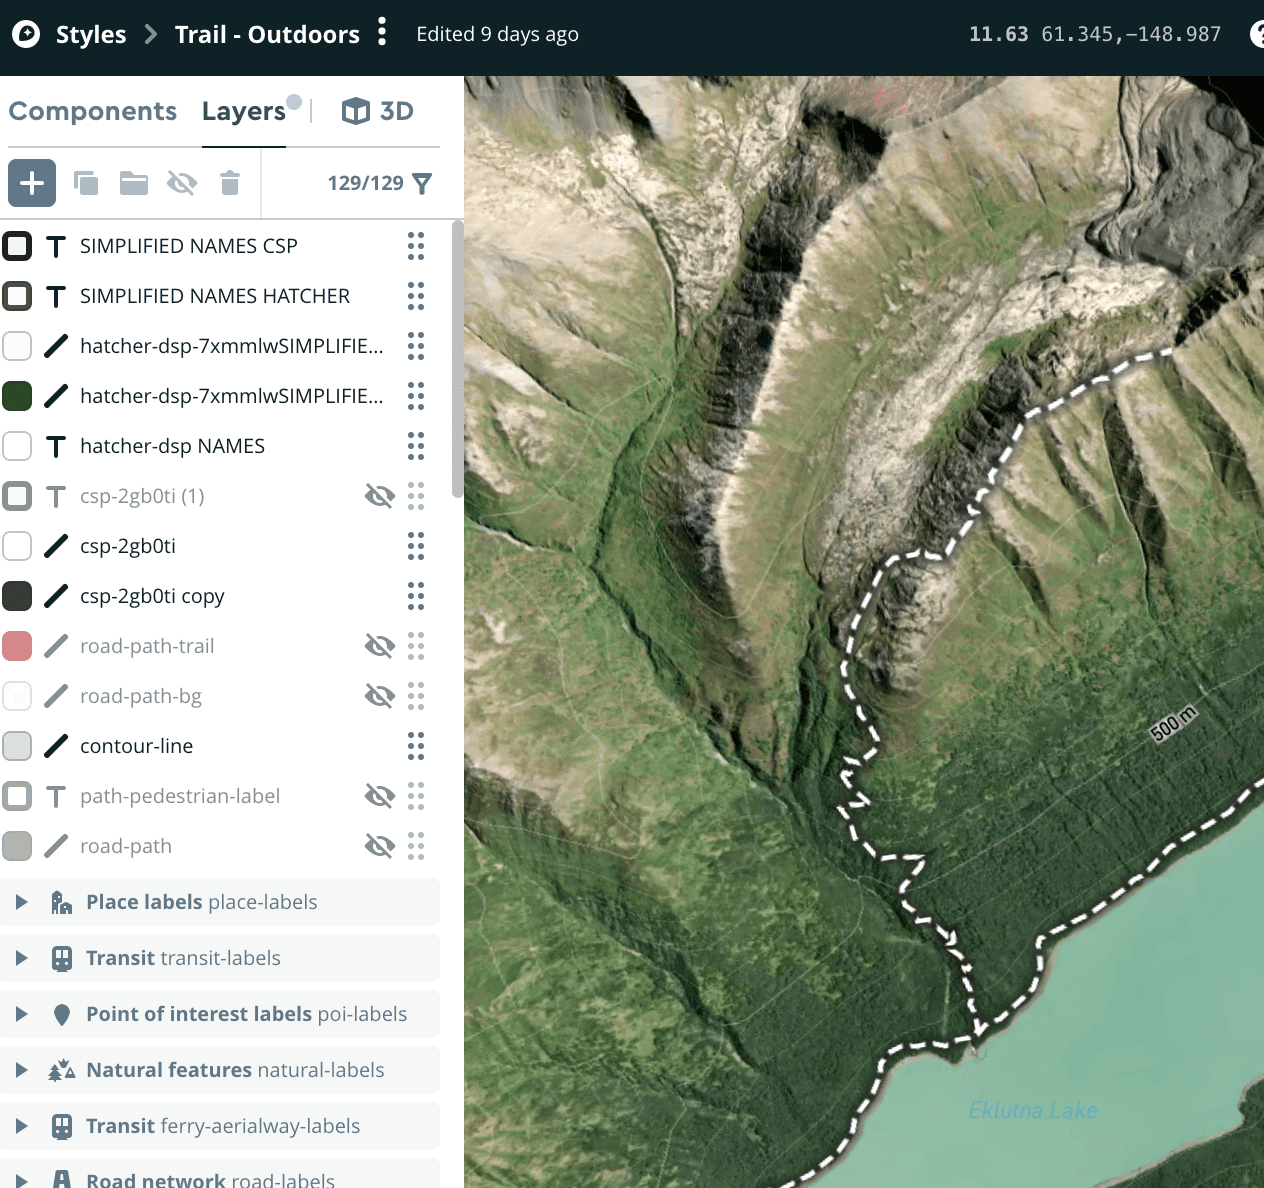 Styles > Trail - Outdoors Edited 9 days ago 11.63 61.345,−148.987 ?
Components Layers 3D
129/129
SIMPLIFIED NAMES CSP
SIMPLIFIED NAMES HATCHER
hatcher-dsp-7xmmlwSIMPLIFIE...
hatcher-dsp-7xmmlwSIMPLIFIE...
hatcher-dsp NAMES
csp-2gb0ti (1)
csp-2gb0ti
csp-2gb0ti copy
road-path-trail
road-path-bg
contour-line
path-pedestrian-label
road-path
Place labels place-labels
Transit transit-labels
Point of interest labels poi-labels
Natural features natural-labels
Transit ferry-aerialway-labels
Road network road-labels
500 m
Eklutna Lake